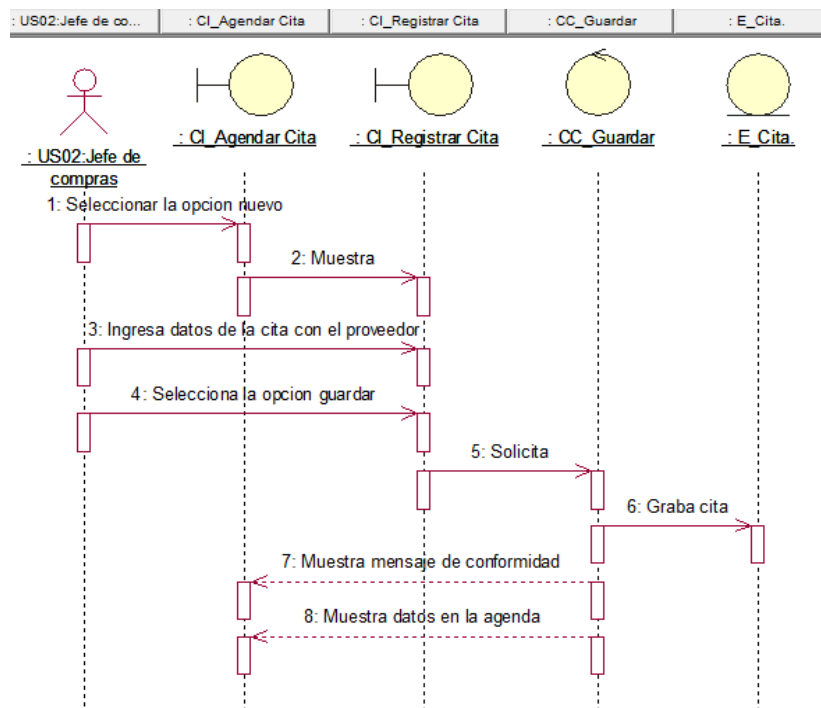 : US02:Jefe de co...
: CI_Agendar Cita
: CI_Registrar Cita
: CC_Guardar
: E_Cita.
: US02:Jefe de
compras
: CI_Agendar Cita
: CI_Registrar Cita
: CC_Guardar
: E_Cita.
1: Seleccionar la opcion nuevo
2: Muestra
3: Ingresa datos de la cita con el proveedor
4: Selecciona la opcion guardar
5: Solicita
6: Graba cita
7: Muestra mensaje de conformidad
8: Muestra datos en la agenda